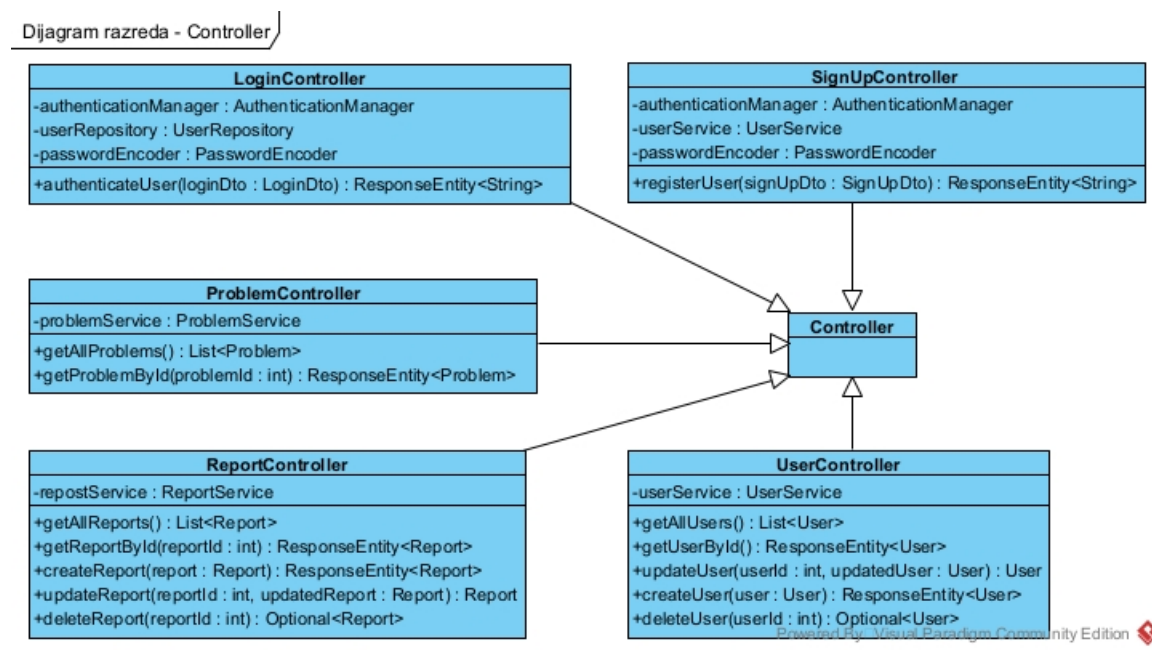 Dijagram razreda - Controller
LoginController
-authenticationManager : AuthenticationManager
-userRepository : UserRepository
-passwordEncoder : PasswordEncoder
+authenticateUser(loginDto : LoginDto) : ResponseEntity<String>
SignUpController
-authenticationManager : AuthenticationManager
-userService : UserService
-passwordEncoder : PasswordEncoder
+registerUser(signUpDto : SignUpDto) : ResponseEntity<String>
ProblemController
-problemService : ProblemService
+getAllProblems() : List<Problem>
+getProblemById(problemId : int) : ResponseEntity<Problem>
Controller
ReportController
-repostService : ReportService
+getAllReports() : List<Report>
+getReportById(reportId : int) : ResponseEntity<Report>
+createReport(report : Report) : ResponseEntity<Report>
+updateReport(reportId : int, updatedReport : Report) : Report
+deleteReport(reportId : int) : Optional<Report>
UserController
-userService : UserService
+getAllUsers() : List<User>
+getUserById() : ResponseEntity<User>
+updateUser(userId : int, updatedUser : User) : User
+createUser(user : User) : ResponseEntity<User>
+deleteUser(userId : int) : Optional<User>
Powered By: Visual Paradigm Community Edition